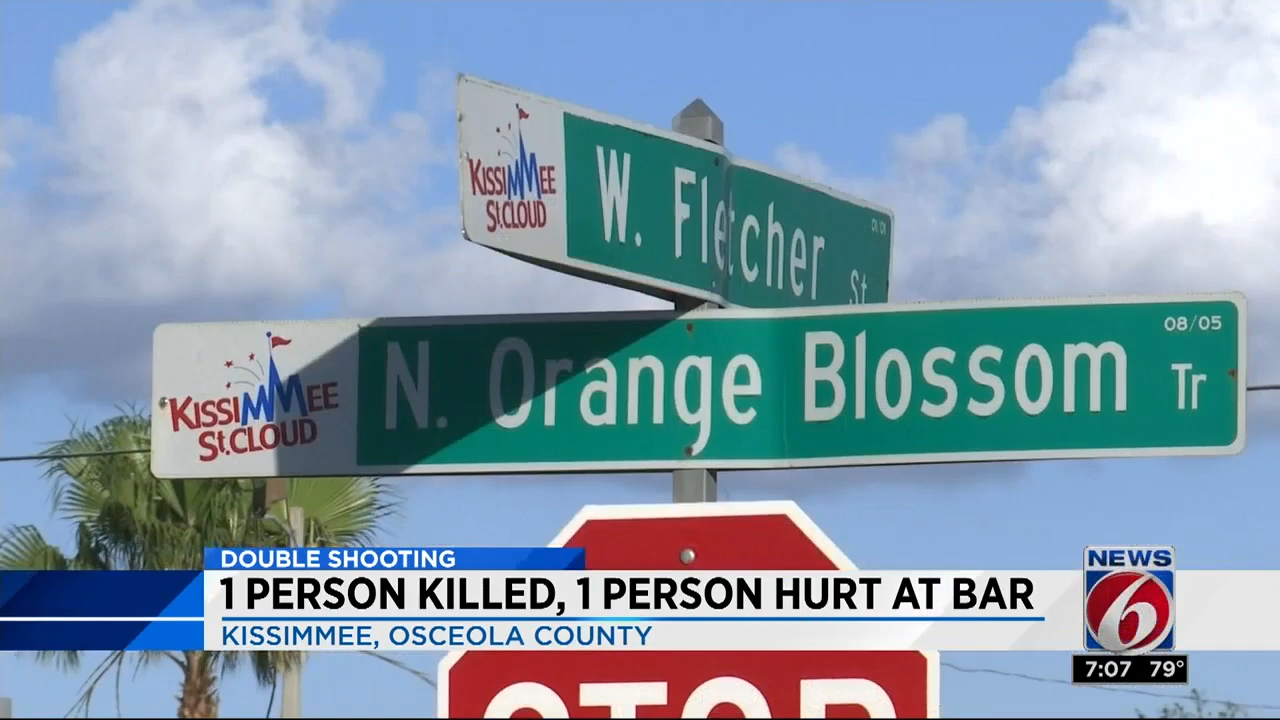 KISSIMMEE
ST.CLOUD
W. Fletcher St
KISSIMMEE
ST.CLOUD
N. Orange Blossom Tr
08/05
STOP
DOUBLE SHOOTING
1 PERSON KILLED, 1 PERSON HURT AT BAR
KISSIMMEE, OSCEOLA COUNTY
NEWS
6
7:07 79°